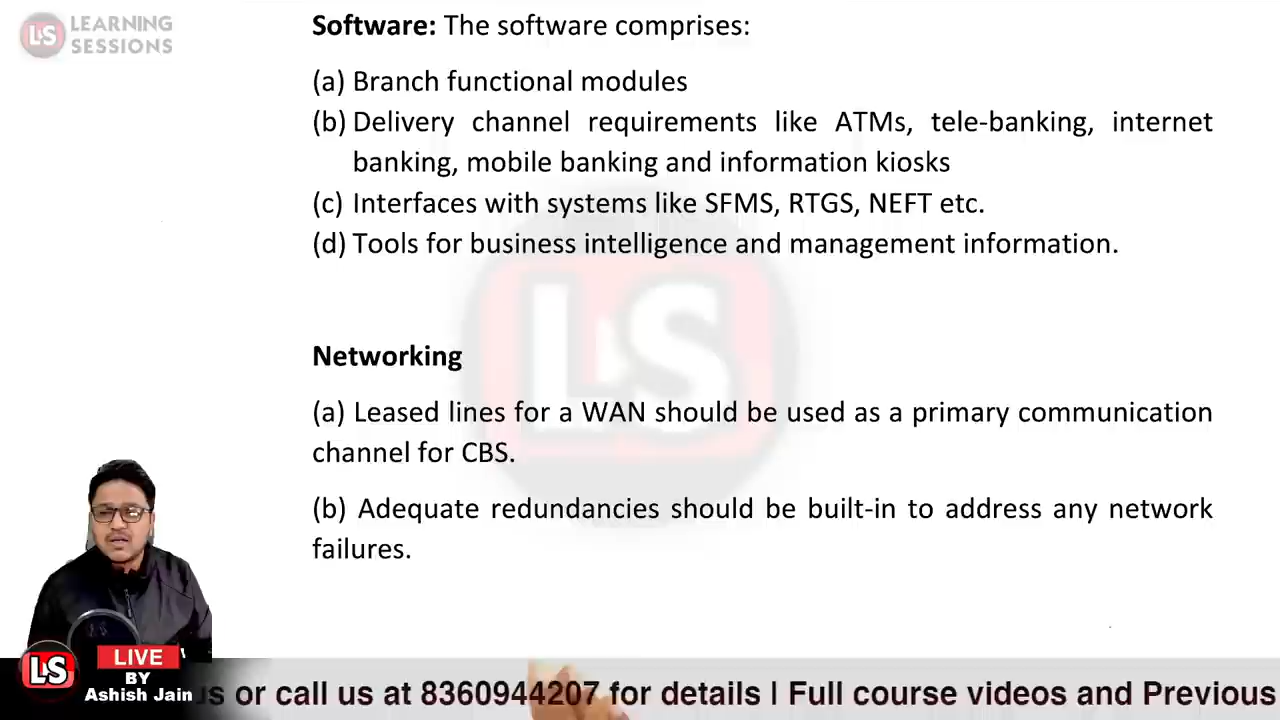 LS LEARNING
SESSIONS
Software: The software comprises:
(a) Branch functional modules
(b) Delivery channel requirements like ATMs, tele-banking, internet
banking, mobile banking and information kiosks
(c) Interfaces with systems like SFMS, RTGS, NEFT etc.
(d) Tools for business intelligence and management information.
LS
Networking
(a) Leased lines for a WAN should be used as a primary communication
channel for CBS.
(b) Adequate redundancies should be built-in to address any network
failures.
LS LIVE
BY
Ashish Jain
us or call us at 8360944207 for details I Full course videos and Previous